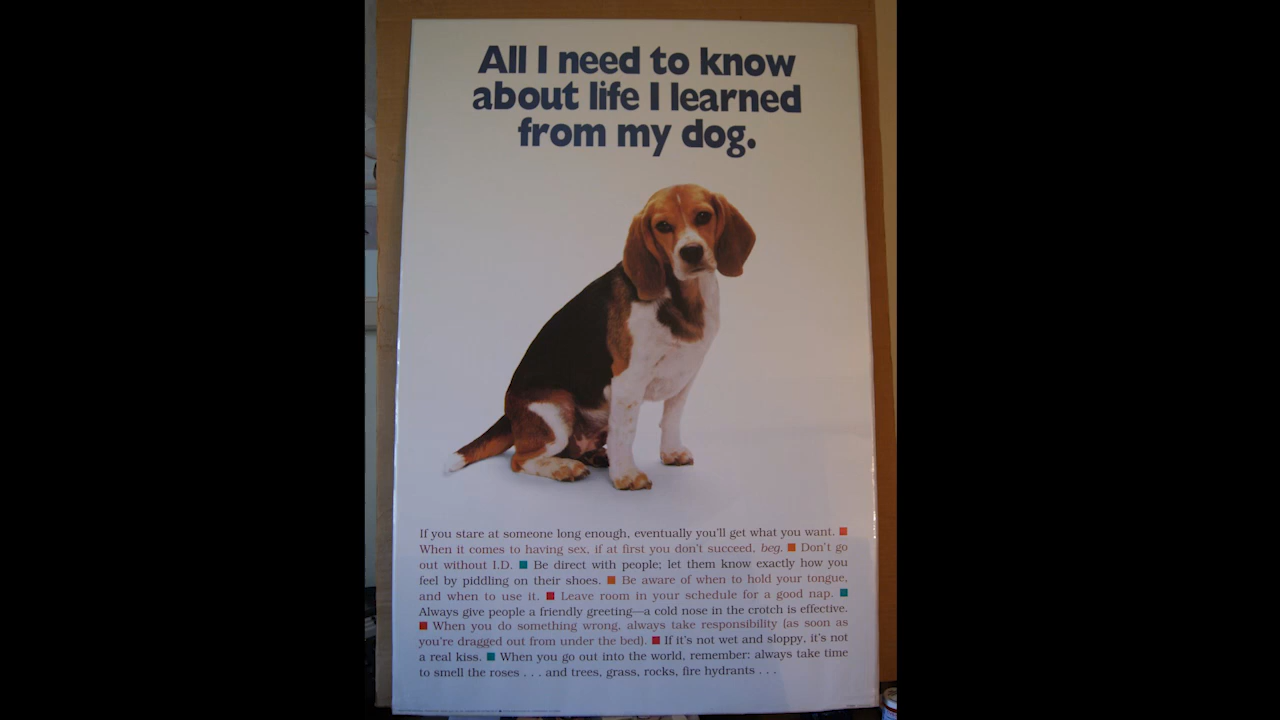 All I need to know
about life I learned
from my dog.
If you stare at someone long enough, eventually you'll get what you want. ■
When it comes to having sex, if at first you don't succeed, beg. ■ Don't go
out without I.D. ■ Be direct with people; let them know exactly how you
feel by piddling on their shoes. ■ Be aware of when to hold your tongue,
and when to use it. ■ Leave room in your schedule for a good nap. ■
Always give people a friendly greeting—a cold nose in the crotch is effective.
■ When you do something wrong, always take responsibility (as soon as
you're dragged out from under the bed). ■ If it's not wet and sloppy, it's not
a real kiss. ■ When you go out into the world, remember: always take time
to smell the roses . . . and trees, grass, rocks, fire hydrants . . .